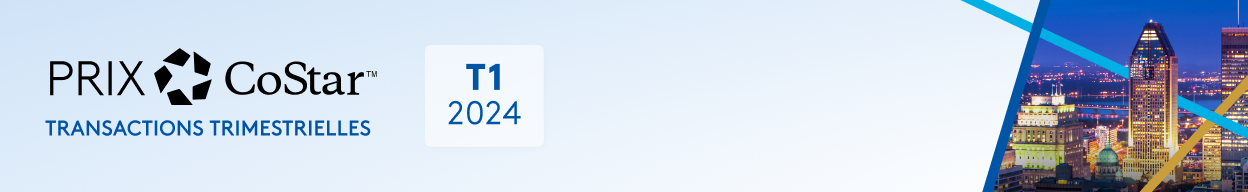 PRIX CoStar™
TRANSACTIONS TRIMESTRIELLES
T1
2024